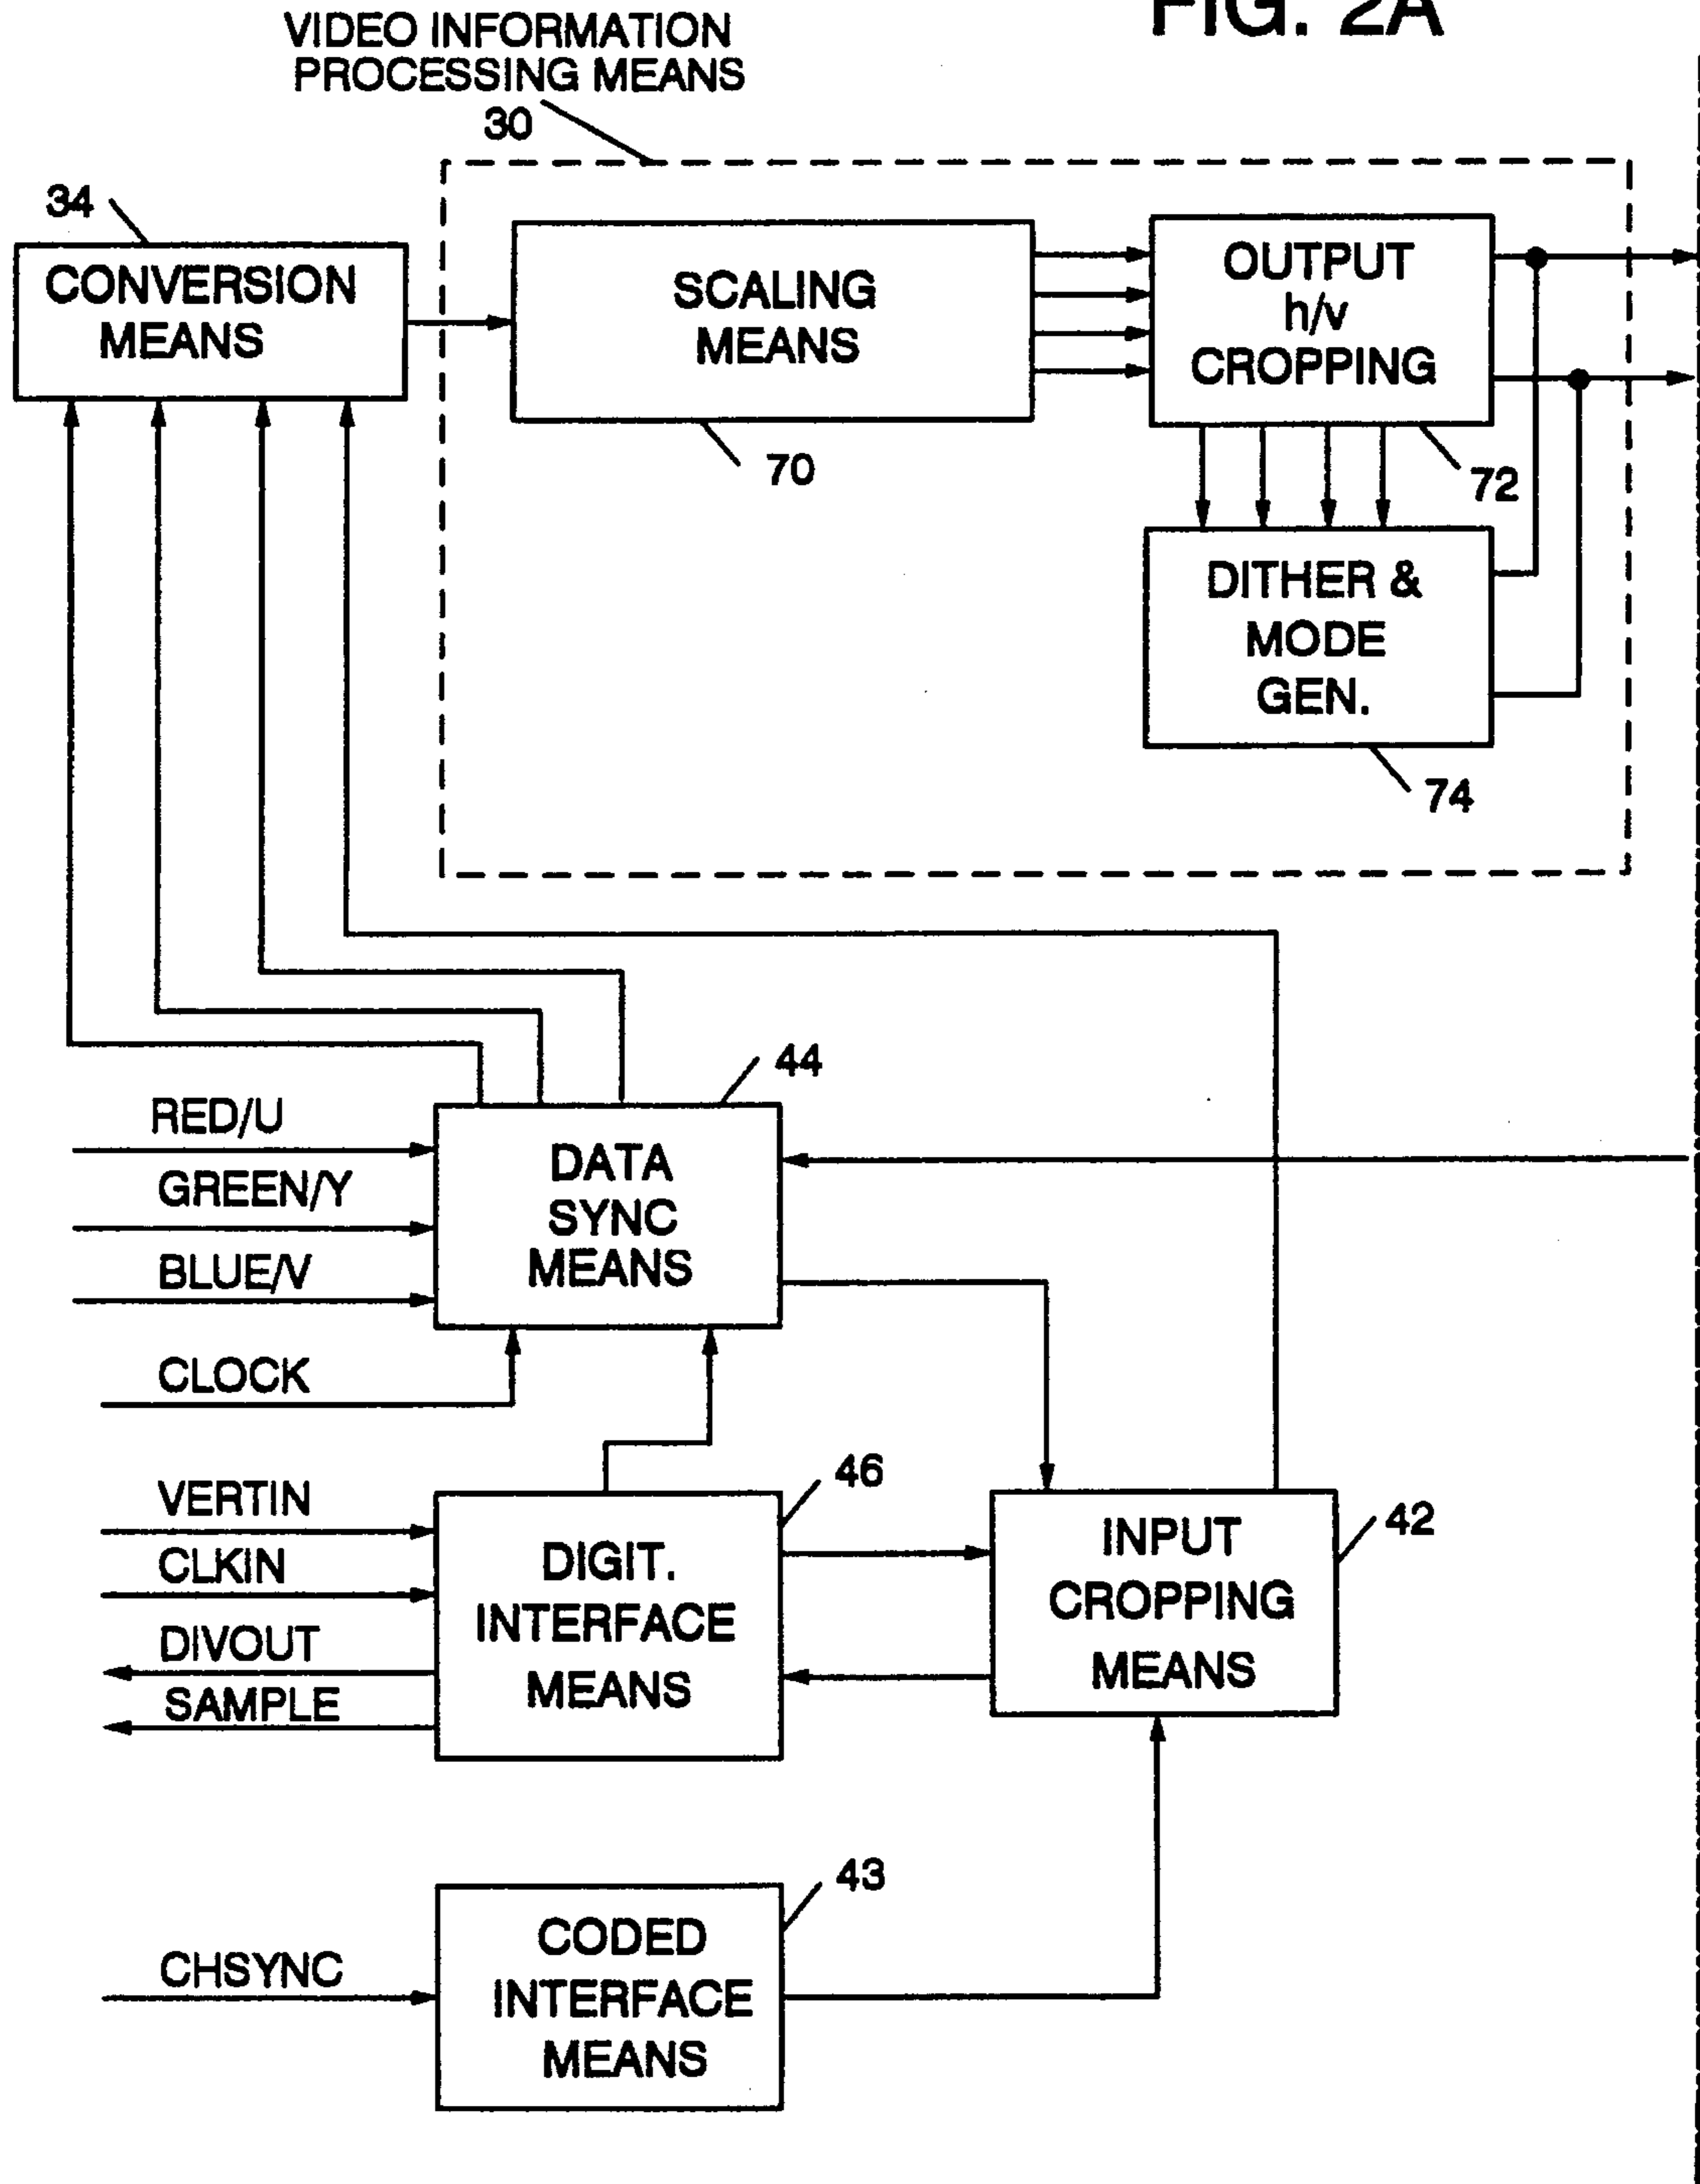 FIG. 2A
VIDEO INFORMATION
PROCESSING MEANS
30
34
CONVERSION
MEANS
SCALING
MEANS
70
OUTPUT
h/v
CROPPING
72
DITHER &
MODE
GEN.
74
44
RED/U
GREEN/Y
BLUE/V
CLOCK
DATA
SYNC
MEANS
46
VERTIN
CLKIN
DIVOUT
SAMPLE
DIGIT.
INTERFACE
MEANS
42
INPUT
CROPPING
MEANS
43
CHSYNC
CODED
INTERFACE
MEANS